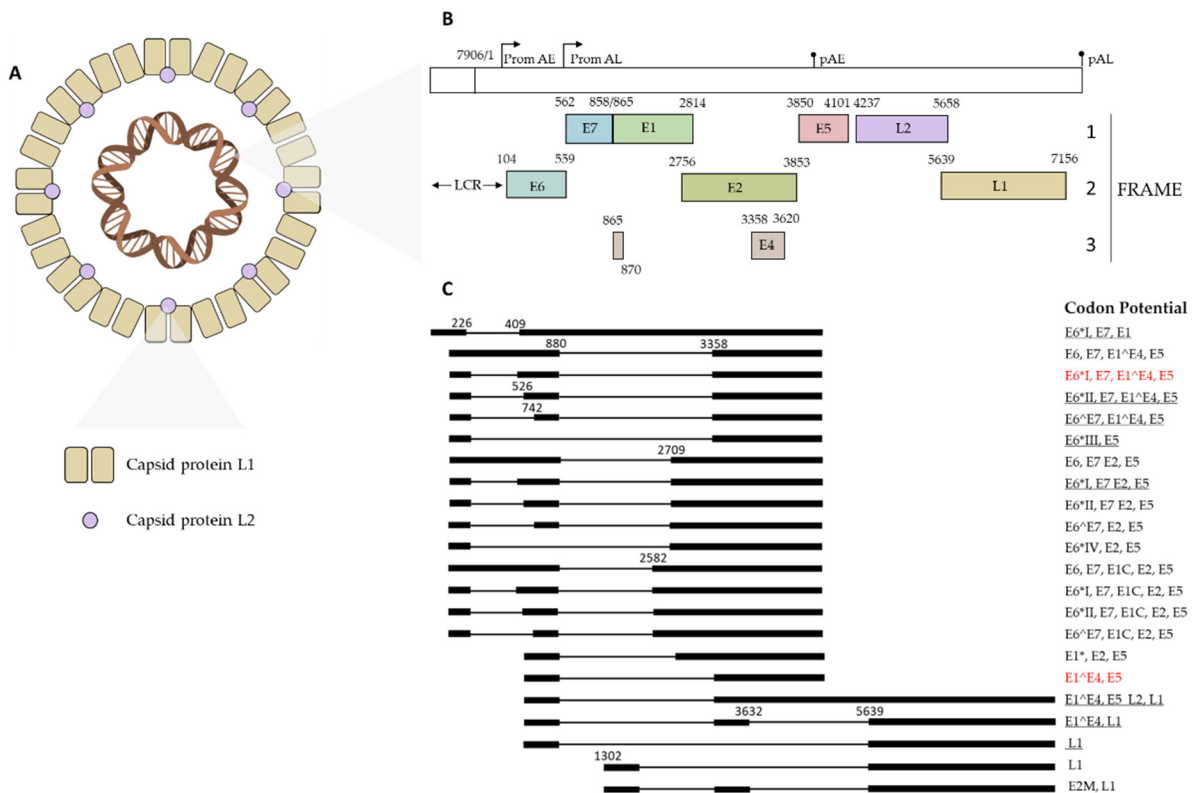 A
Capsid protein L1
Capsid protein L2
B
7906/1 Prom AE Prom AL pAE pAL
562 858/865 2814 3850 4101 4237 5658
E7 E1 E5 L2 1
104 559 2756 3853 5639 7156
LCR E6 E2 L1 2 FRAME
865 3358 3620
E4 3
870
C
Codon Potential
226 409 E6*I, E7, E1
880 3358 E6, E7, E1^E4, E5
E6*I, E7, E1^E4, E5
526 E6*II, E7, E1^E4, E5
742 E6^E7, E1^E4, E5
E6*III, E5
2709 E6, E7 E2, E5
E6*I, E7 E2, E5
E6*II, E7 E2, E5
E6^E7, E2, E5
E6*IV, E2, E5
2582 E6, E7, E1C, E2, E5
E6*I, E7, E1C, E2, E5
E6*II, E7, E1C, E2, E5
E6^E7, E1C, E2, E5
E1*, E2, E5
E1^E4, E5
E1^E4, E5 L2, L1
3632 5639 E1^E4, L1
L1
1302 L1
E2M, L1